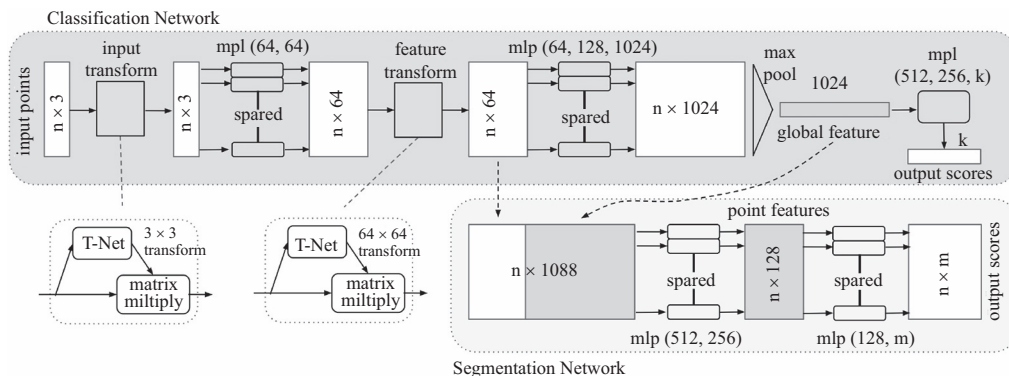 Classification Network
input points
n × 3
input
transform
n × 3
mpl (64, 64)
spared
n × 64
feature
transform
n × 64
mlp (64, 128, 1024)
spared
n × 1024
max
pool
1024
global feature
mpl
(512, 256, k)
k
output scores
T-Net
3 × 3
transform
matrix
miltiply
T-Net
64 × 64
transform
matrix
miltiply
point features
n × 1088
spared
mlp (512, 256)
n × 128
spared
mlp (128, m)
n × m
output scores
Segmentation Network